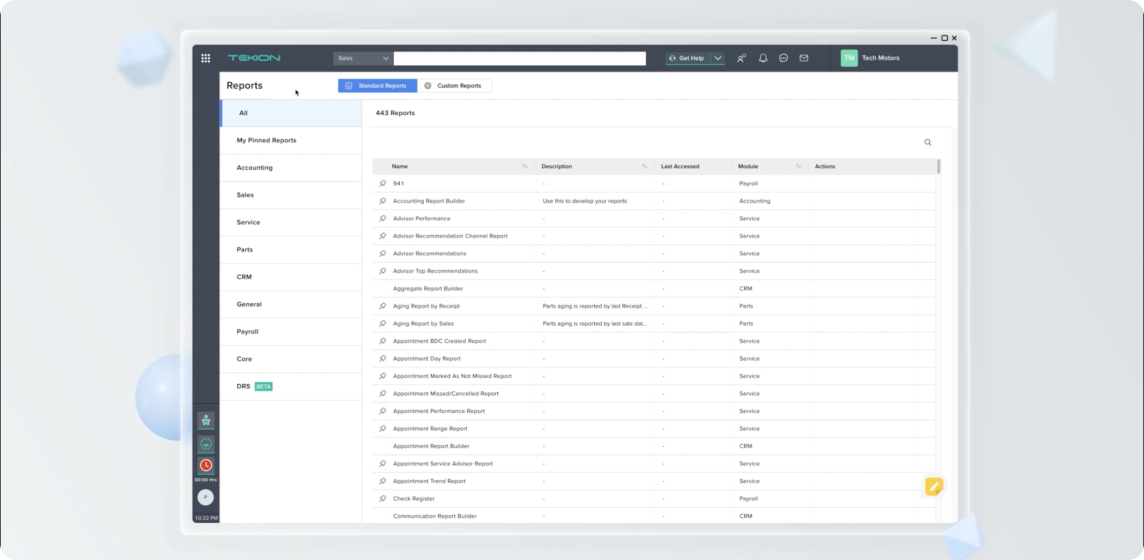 TEKION
Sales
Get Help
TM
Tech Motors
Reports
Standard Reports
Custom Reports
All
My Pinned Reports
Accounting
Sales
Service
Parts
CRM
General
Payroll
Core
DRS BETA
443 Reports
Name Description Last Accessed Module Actions
941 - - Payroll
Accounting Report Builder Use this to develop your reports - Accounting
Advisor Performance - - Service
Advisor Recommendation Channel Report - - Service
Advisor Recommendations - - Service
Advisor Top Recommendations - - Service
Aggregate Report Builder - - CRM
Aging Report by Receipt Parts aging is reported by last Receipt ... - Parts
Aging Report by Sales Parts aging is reported by last sale dat... - Parts
Appointment BDC Created Report - - Service
Appointment Day Report - - Service
Appointment Marked As Not Missed Report - - Service
Appointment Missed/Cancelled Report - - Service
Appointment Performance Report - - Service
Appointment Range Report - - Service
Appointment Report Builder - - CRM
Appointment Service Advisor Report - - Service
Appointment Trend Report - - Service
Check Register - - Payroll
Communication Report Builder - - CRM
00:00 Hrs
P
10:22 PM